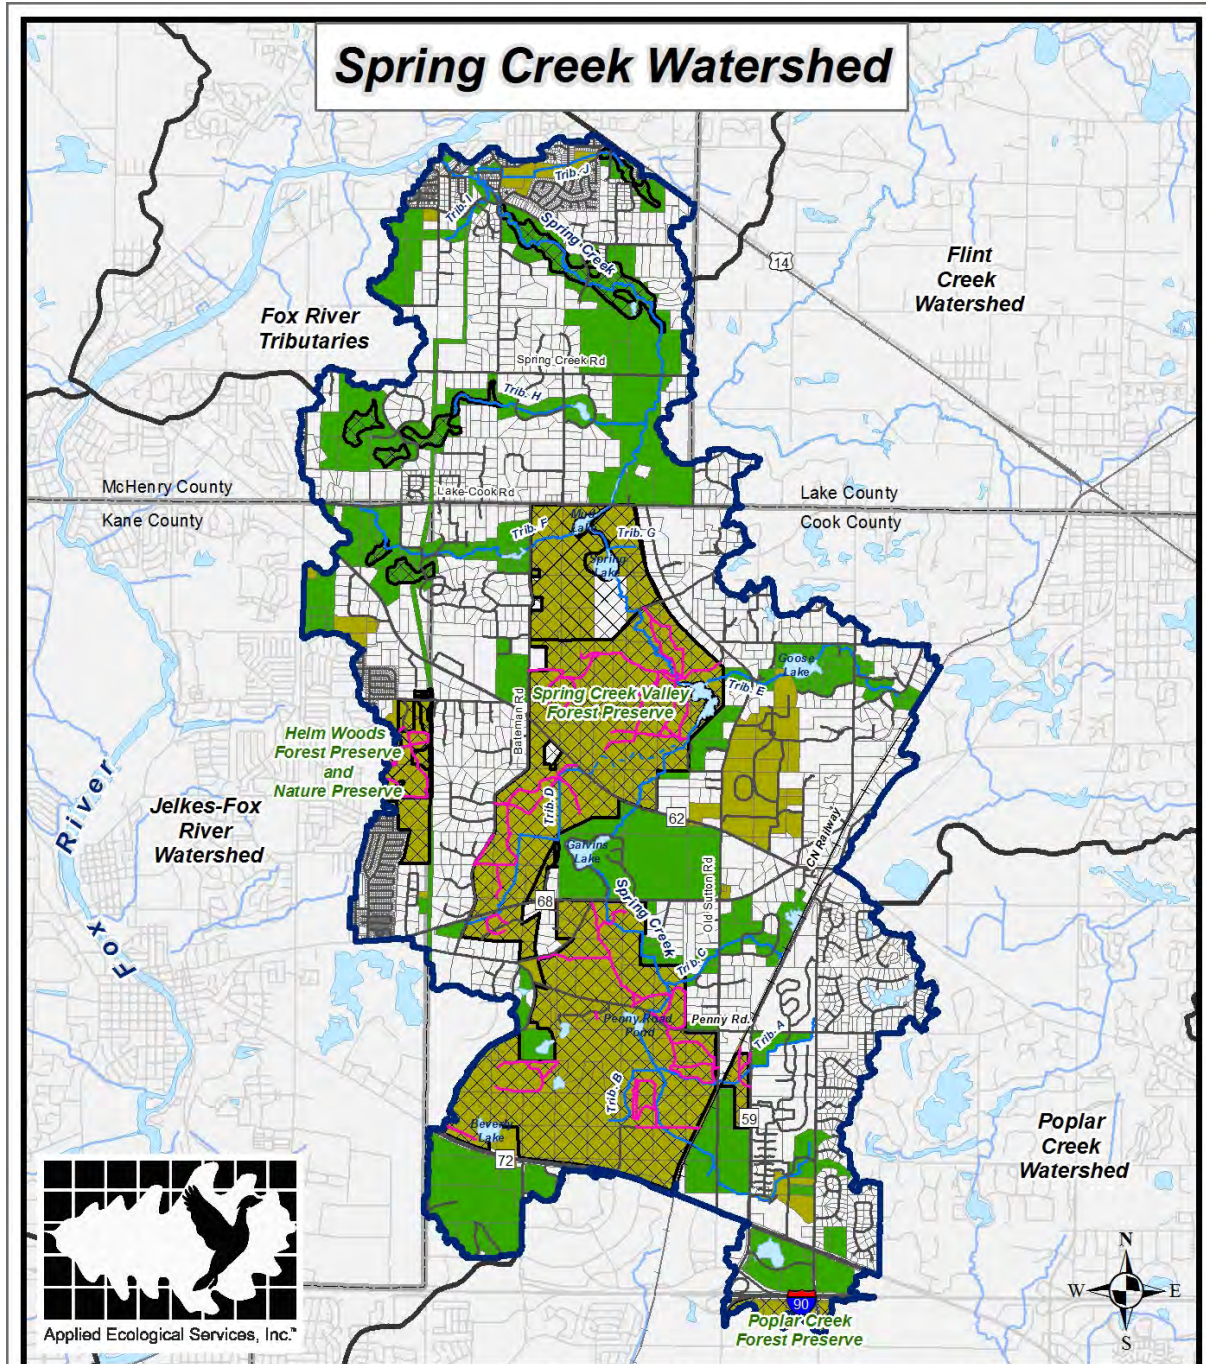 Spring Creek Watershed
Trib. J
Trib. I
Spring Creek
14
Flint
Creek
Watershed
Fox River
Tributaries
Spring Creek Rd
Trib. H
McHenry County
Lake-Cook Rd
Lake County
Kane County
Cook County
Mud
Lake
Trib. F
Trib. G
Spring
Lake
Goose
Lake
Trib. E
Spring Creek Valley
Forest Preserve
Bateman Rd
Helm Woods
Forest Preserve
and
Nature Preserve
Fox River
Jelkes-Fox
River
Watershed
Trib. D
62
CN Railway
Galvins
Lake
Old Sutton Rd
68
Spring Creek
Trib. C
Penny Road
Pond
Penny Rd.
Trib. A
Trib. B
59
Beverly
Lake
72
Poplar
Creek
Watershed
N
W
E
S
90
Poplar Creek
Forest Preserve
Applied Ecological Services, Inc.™